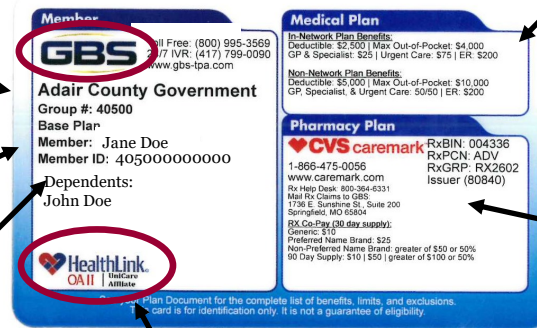 Member
GBS
Toll Free: (800) 995-3569
24/7 IVR: (417) 799-0090
www.gbs-tpa.com
Adair County Government
Group #: 40500
Base Plan
Member: Jane Doe
Member ID: 405000000000
Dependents:
John Doe
HealthLink®
OA II UniCare Affiliate
Medical Plan
In-Network Plan Benefits:
Deductible: $2,500 | Max Out-of-Pocket: $4,000
GP & Specialist: $25 | Urgent Care: $75 | ER: $200
Non-Network Plan Benefits:
Deductible: $5,000 | Max Out-of-Pocket: $10,000
GP, Specialist, & Urgent Care: 50/50 | ER: $200
Pharmacy Plan
CVS caremark
1-866-475-0056
www.caremark.com
RxBIN: 004336
RxPCN: ADV
RxGRP: RX2602
Issuer (80840)
Rx Help Desk: 800-364-6331
Mail Rx Claims to GBS:
1736 E. Sunshine St., Suite 200
Springfield, MO 65804
RX Co-Pay (30 day supply):
Generic: $10
Preferred Name Brand: $25
Non-Preferred Name Brand: greater of $50 or 50%
90 Day Supply: $10 | $50 | greater of $100 or 50%
your Plan Document for the complete list of benefits, limits, and exclusions.
card is for identification only. It is not a guarantee of eligibility.